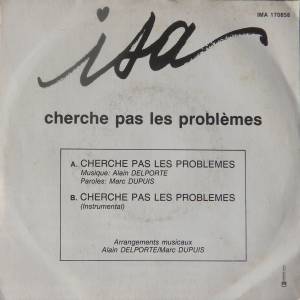 IMA 170856
isa
cherche pas les problèmes
A. CHERCHE PAS LES PROBLEMES
Musique: Alain DELPORTE
Paroles: Marc DUPUIS
B. CHERCHE PAS LES PROBLEMES
(Instrumental)
Arrangements musicaux
Alain DELPORTE/Marc DUPUIS